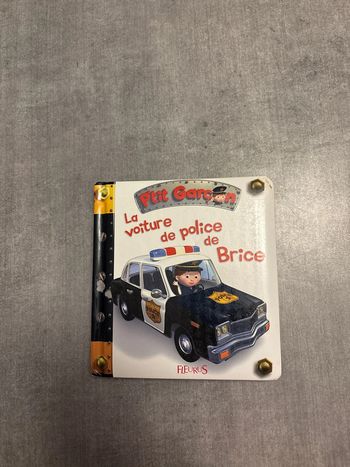 P'tit Garçon
La
voiture
de police
de
Brice
FLEURUS